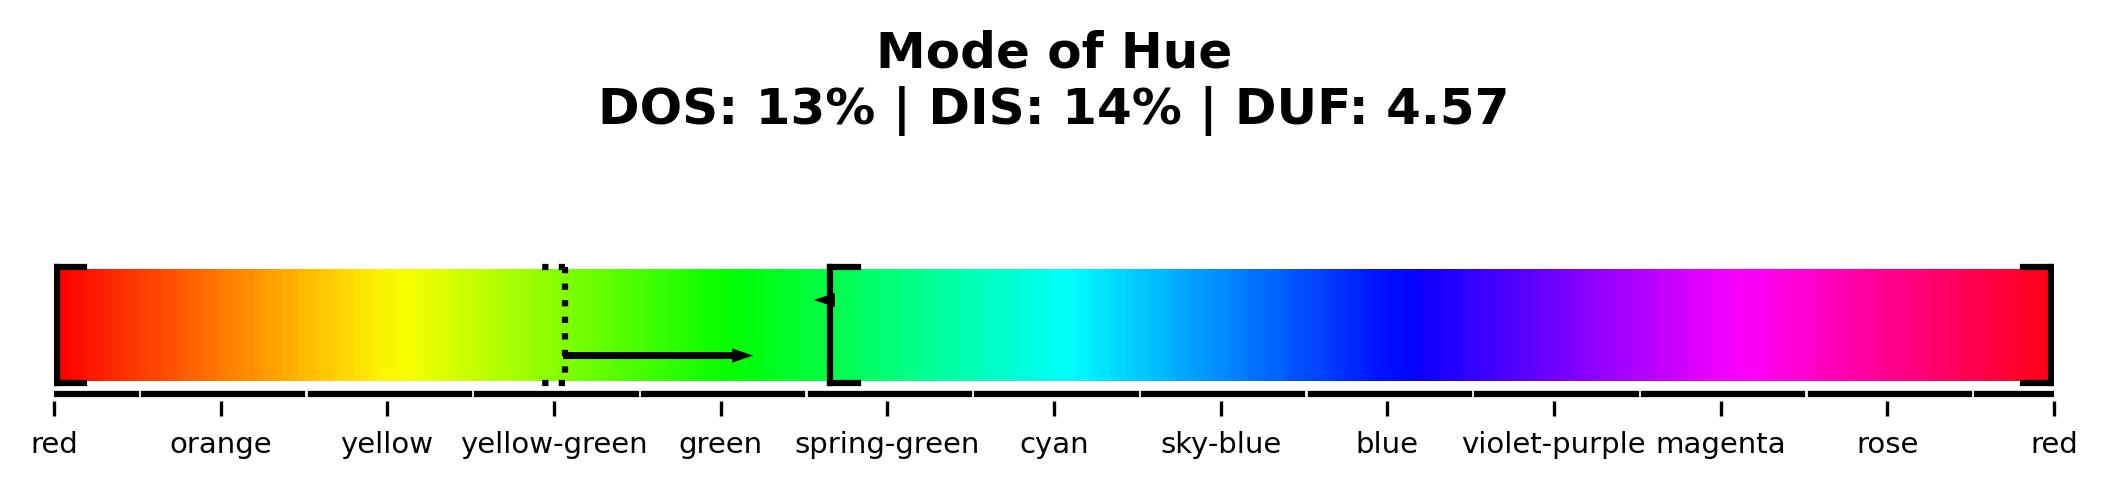 Mode of Hue
DOS: 13% | DIS: 14% | DUF: 4.57
red orange yellow yellow-green green spring-green cyan sky-blue blue violet-purple magenta rose red